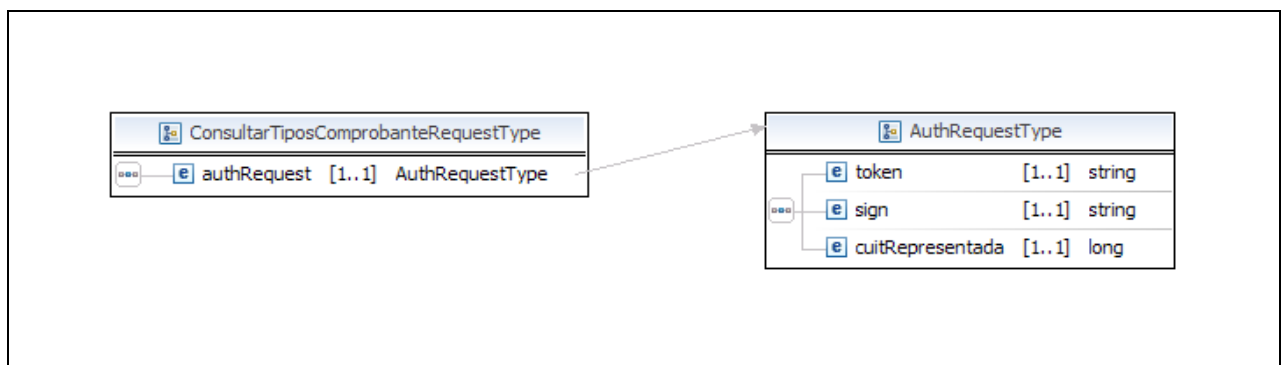 ConsultarTiposComprobanteRequestType
e authRequest [1..1] AuthRequestType
AuthRequestType
e token [1..1] string
e sign [1..1] string
e cuitRepresentada [1..1] long